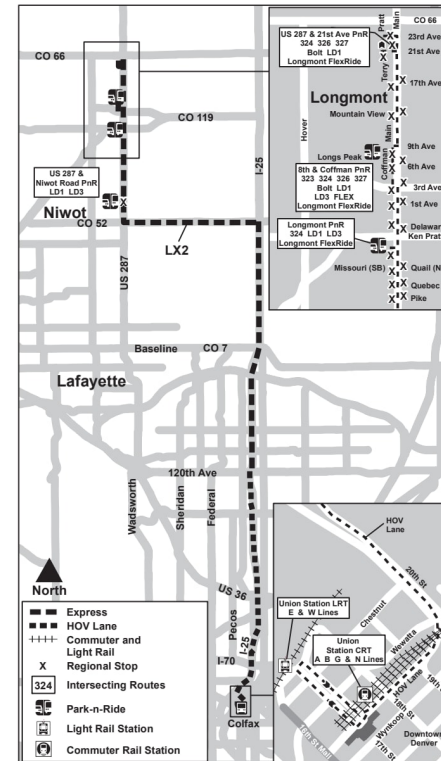 CO 66
CO 119
I-25
US 287 &
Niwot Road PnR
LD1 LD3
Niwot
CO 52
LX2
US 287
Baseline
CO 7
Lafayette
120th Ave
Wadsworth
Sheridan
Federal
US 36
Pecos
I-25
I-70
Colfax
North
Express
HOV Lane
Commuter and
Light Rail
X Regional Stop
324 Intersecting Routes
Park-n-Ride
Light Rail Station
Commuter Rail Station
Pratt
Main
CO 66
US 287 & 21st Ave PnR
324 326 327
Bolt LD1
Longmont FlexRide
23rd Ave
21st Ave
Terry
17th Ave
Longmont
Mountain View
Hover
Main
9th Ave
Longs Peak
6th Ave
Coffman
8th & Coffman PnR
323 324 326 327
Bolt LD1
LD3 FLEX
Longmont FlexRide
3rd Ave
1st Ave
Longmont PnR
324 LD1 LD3
Longmont FlexRide
Delawar
Ken Pratt
Missouri (SB)
Quail (N
Quebec
Pike
HOV
Lane
20th St
Chestnut
Union Station LRT
E & W Lines
Union
Station CRT
A B G & N Lines
Wewatta
HOV Lane
19th
18th St
Wynkoop
17th St
16th St Mall
Downtown
Denver